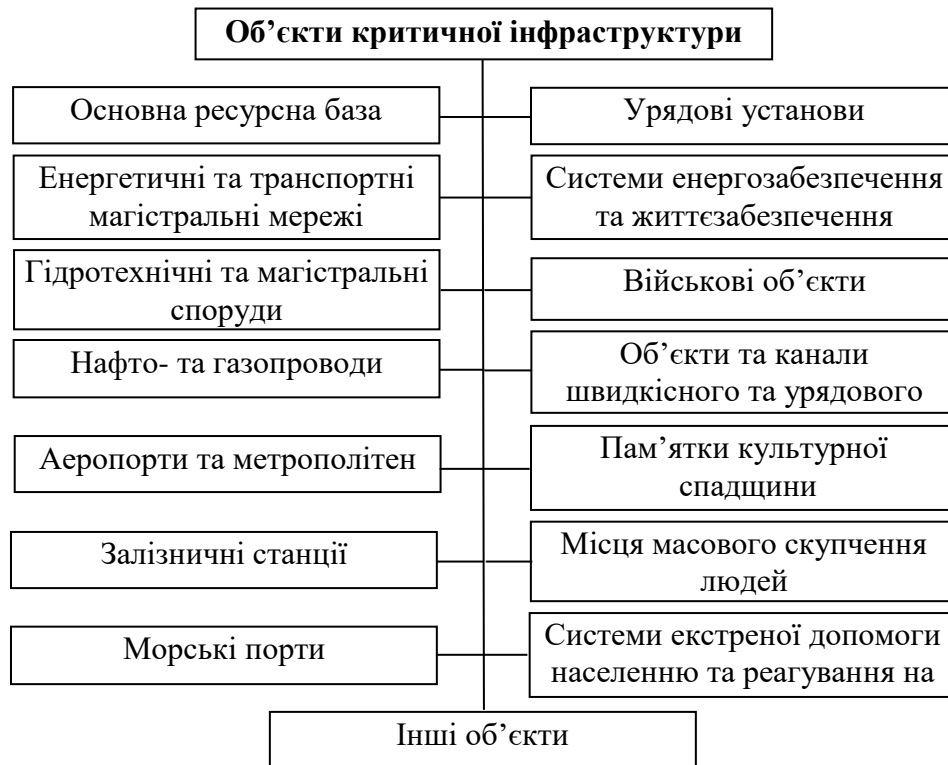 Об’єкти критичної інфраструктури
Основна ресурсна база
Урядові установи
Енергетичні та транспортні
магістральні мережі
Системи енергозабезпечення
та життєзабезпечення
Гідротехнічні та магістральні
споруди
Військові об’єкти
Нафто- та газопроводи
Об’єкти та канали
швидкісного та урядового
Аеропорти та метрополітен
Пам’ятки культурної
спадщини
Залізничні станції
Місця масового скупчення
людей
Морські порти
Системи екстреної допомоги
населенню та реагування на
Інші об’єкти